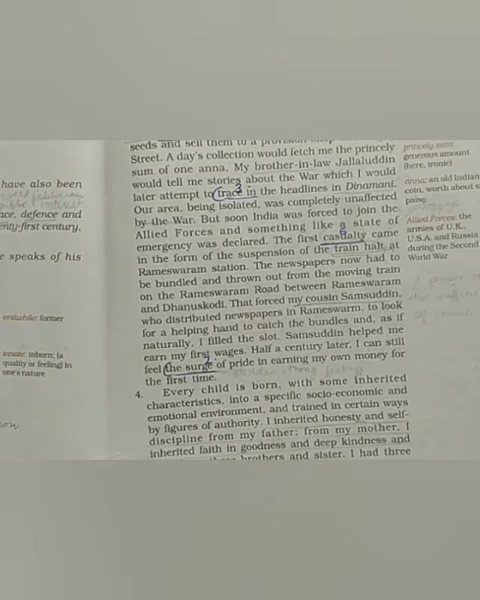 have also been
ace, defence and
enty-first century,
e speaks of his
erstwhile: former
innate: inborn; (a
quality or feeling) in
one's nature
seeds and sell them to a
Street. A day's collection would fetch me the princely
sum of one anna. My brother-in-law Jallaluddin
would tell me stories about the War which I would
later attempt to trace in the headlines in Dinamani.
Our area, being isolated, was completely unaffected
by the War. But soon India was forced to join the
Allied Forces and something like a state of
emergency was declared. The first casualty came
in the form of the suspension of the train halt at
Rameswaram station. The newspapers now had to
be bundled and thrown out from the moving train
on the Rameswaram Road between Rameswaram
and Dhanuskodi. That forced my cousin Samsuddin,
who distributed newspapers in Rameswarm, to look
for a helping hand to catch the bundles and, as if
naturally, I filled the slot. Samsuddin helped me
earn my first wages. Half a century later, I can still
feel the surge of pride in earning my own money for
the first time.
4. Every child is born, with some inherited
characteristics, into a specific socio-economic and
emotional environment, and trained in certain ways
by figures of authority. I inherited honesty and self-
discipline from my father; from my mother, I
inherited faith in goodness and deep kindness and
brothers and sister. I had three
princely sum:
generous amount
(here, ironic)
anna: an old Indian
coin, worth about s
paise
Allied Forces: the
armies of U.K.,
U.S.A. and Russia
during the Second
World War